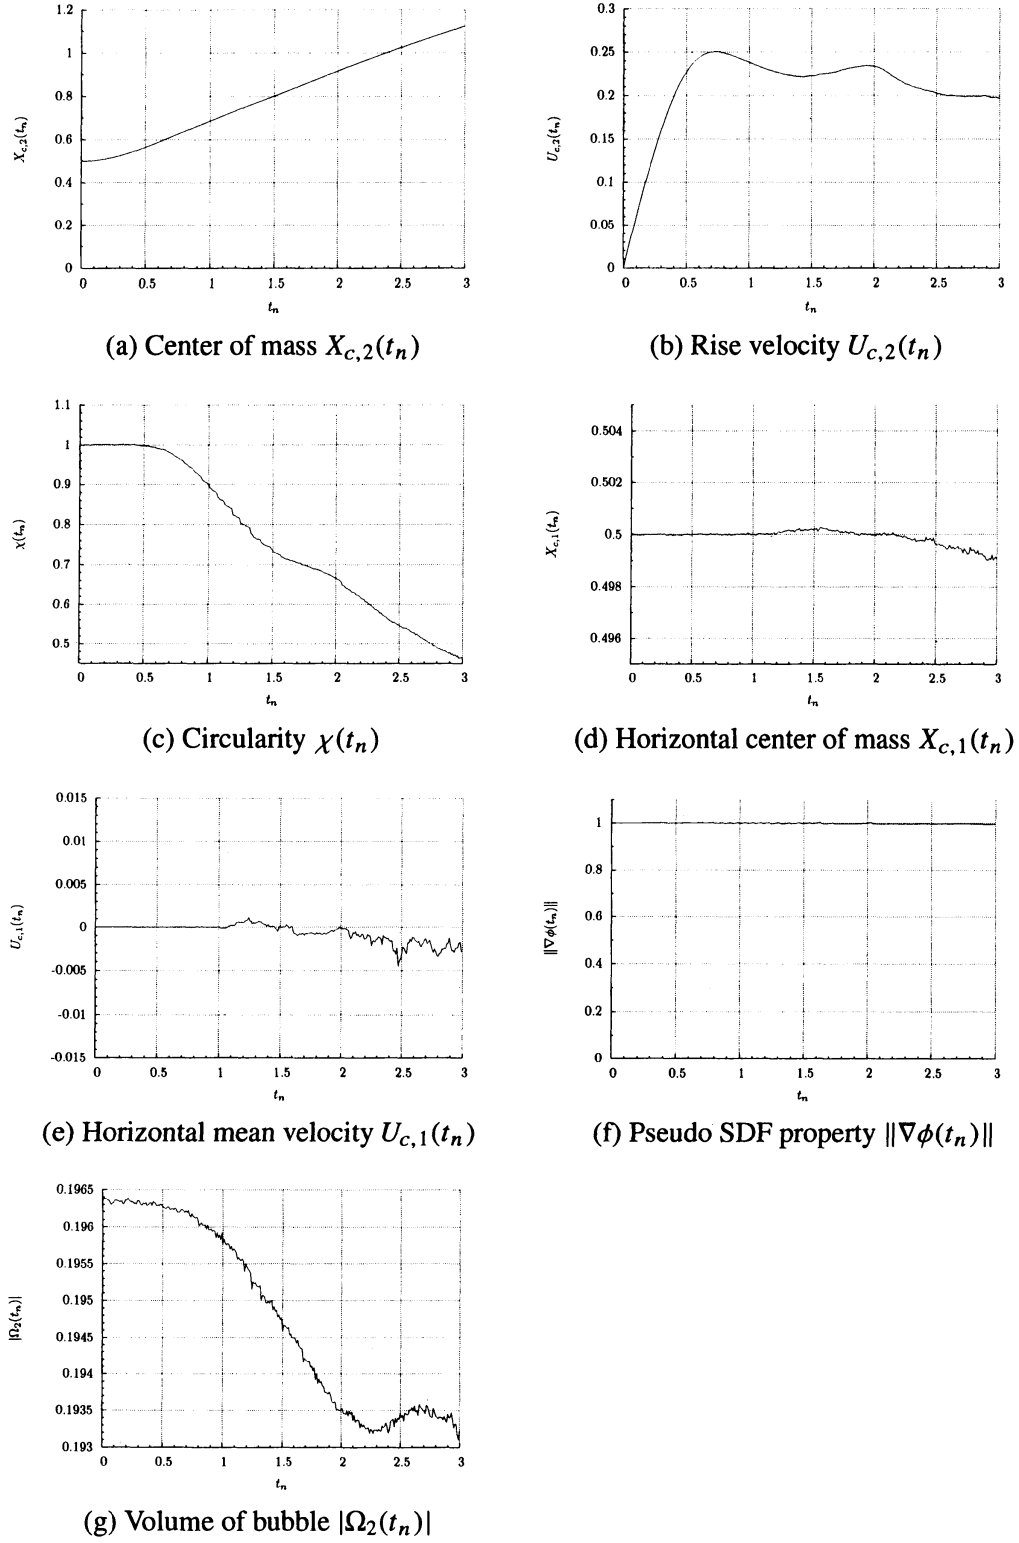 1.2
1
0.8
0.6
0.4
0.2
0
X_{c,2}(t_n)
0 0.5 1 1.5 2 2.5 3
t_n
(a) Center of mass X_{c,2}(t_n)
0.3
0.25
0.2
0.15
0.1
0.05
0
U_{c,2}(t_n)
0 0.5 1 1.5 2 2.5 3
t_n
(b) Rise velocity U_{c,2}(t_n)
1.1
1
0.9
0.8
0.7
0.6
0.5
χ(t_n)
0 0.5 1 1.5 2 2.5 3
t_n
(c) Circularity χ(t_n)
0.504
0.502
0.5
0.498
0.496
X_{c,1}(t_n)
0 0.5 1 1.5 2 2.5 3
t_n
(d) Horizontal center of mass X_{c,1}(t_n)
0.015
0.01
0.005
0
-0.005
-0.01
-0.015
U_{c,1}(t_n)
0 0.5 1 1.5 2 2.5 3
t_n
(e) Horizontal mean velocity U_{c,1}(t_n)
1
0.8
0.6
0.4
0.2
0
||∇φ(t_n)||
0 0.5 1 1.5 2 2.5 3
t_n
(f) Pseudo SDF property ||∇φ(t_n)||
0.1965
0.196
0.1955
0.195
0.1945
0.194
0.1935
0.193
|Ω_2(t_n)|
0 0.5 1 1.5 2 2.5 3
t_n
(g) Volume of bubble |Ω_2(t_n)|